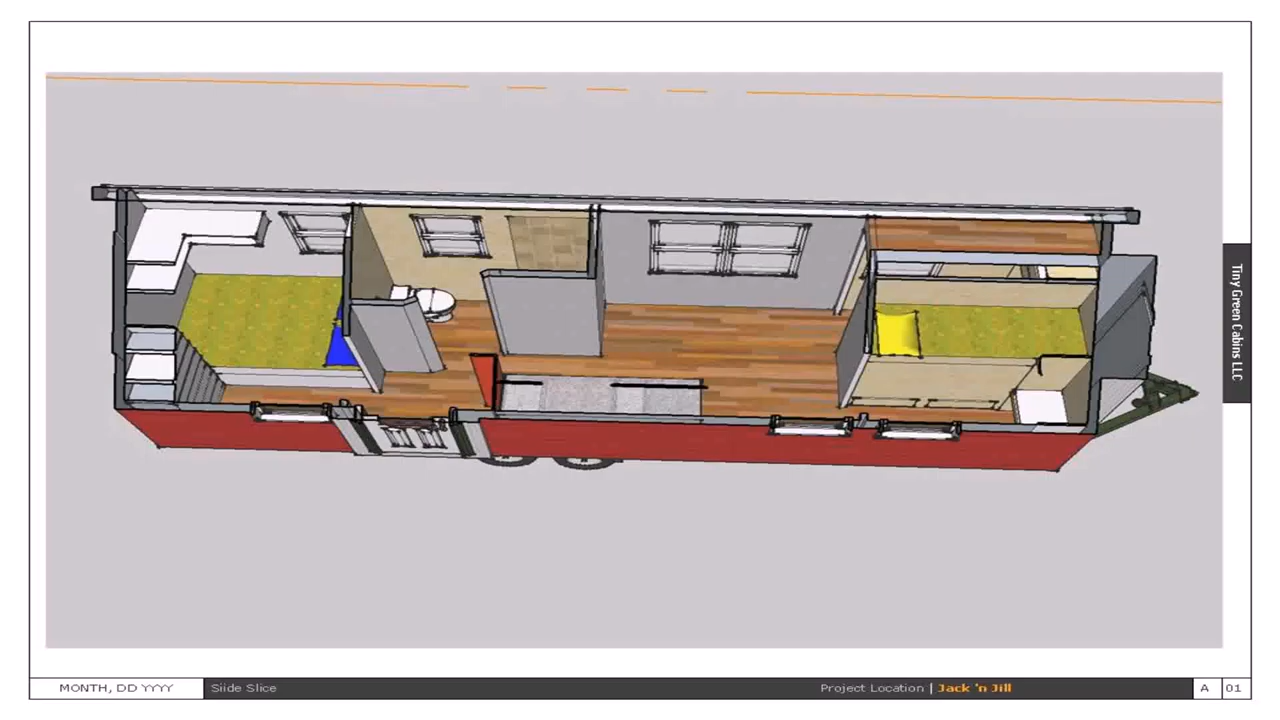 Tiny Green Cabins LLC
MONTH, DD YYYY
Siide Slice
Project Location | Jack 'n Jill
A
01